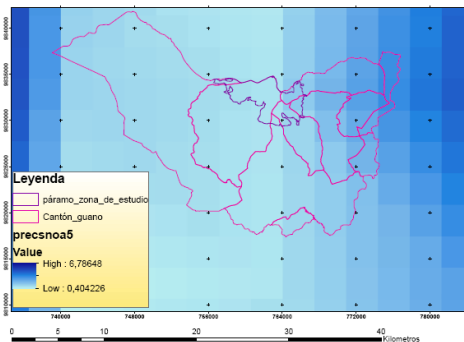 Leyenda
páramo_zona_de_estudio
Cantón_guano
precsnoa5
Value
High : 6,78648
Low : 0,404226
740000 748000 756000 764000 772000 780000
0 5 10 20 30 40
Kilometros